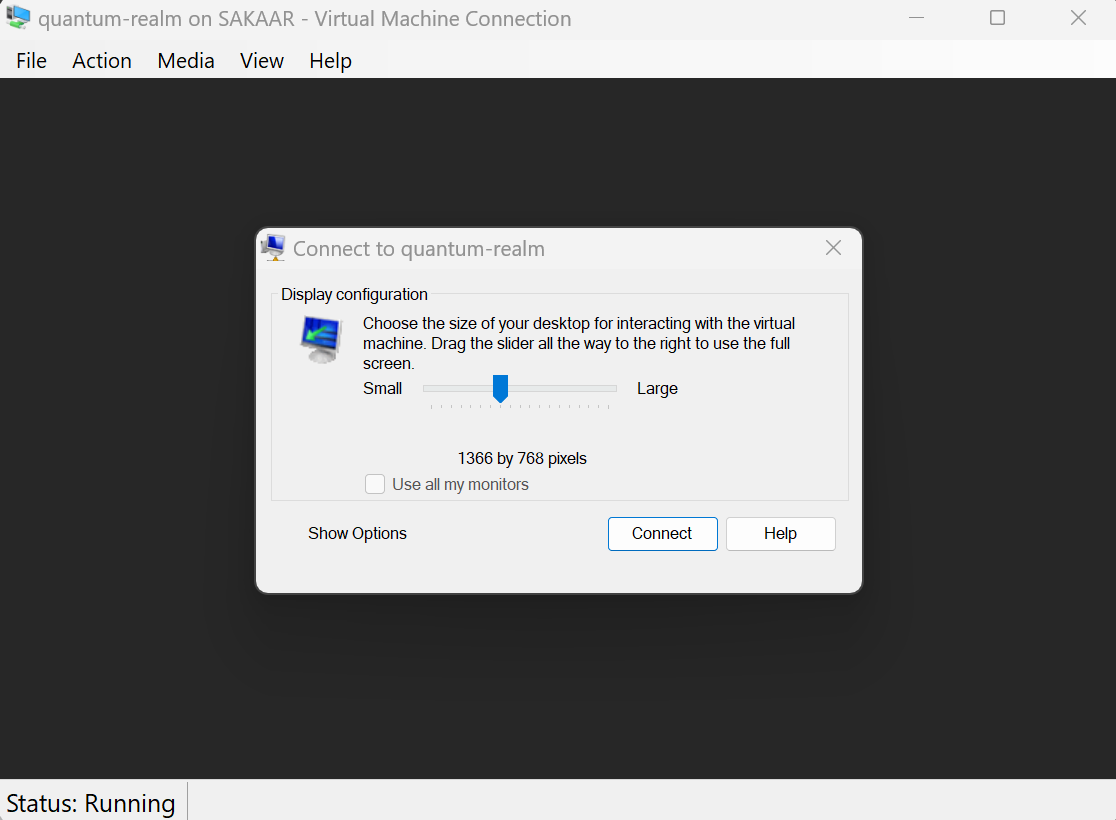 quantum-realm on SAKAAR - Virtual Machine Connection
File Action Media View Help
Connect to quantum-realm
Display configuration
Choose the size of your desktop for interacting with the virtual
machine. Drag the slider all the way to the right to use the full
screen.
Small Large
1366 by 768 pixels
Use all my monitors
Show Options Connect Help
Status: Running